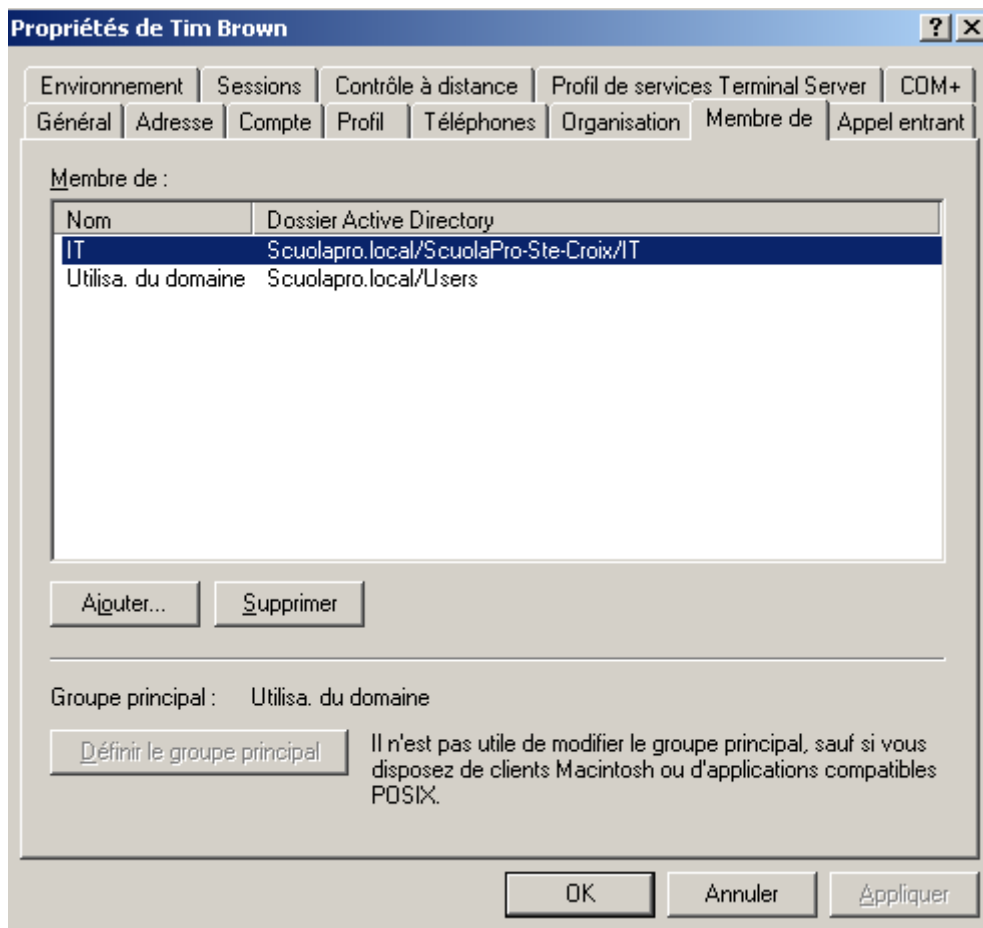 Propriétés de Tim Brown
Environnement Sessions Contrôle à distance Profil de services Terminal Server COM+
Général Adresse Compte Profil Téléphones Organisation Membre de Appel entrant
Membre de :
Nom Dossier Active Directory
IT Scuolapro.local/ScuolaPro-Ste-Croix/IT
Utilisa. du domaine Scuolapro.local/Users
Ajouter... Supprimer
Groupe principal : Utilisa. du domaine
Définir le groupe principal
Il n'est pas utile de modifier le groupe principal, sauf si vous
disposez de clients Macintosh ou d'applications compatibles
POSIX.
OK Annuler Appliquer